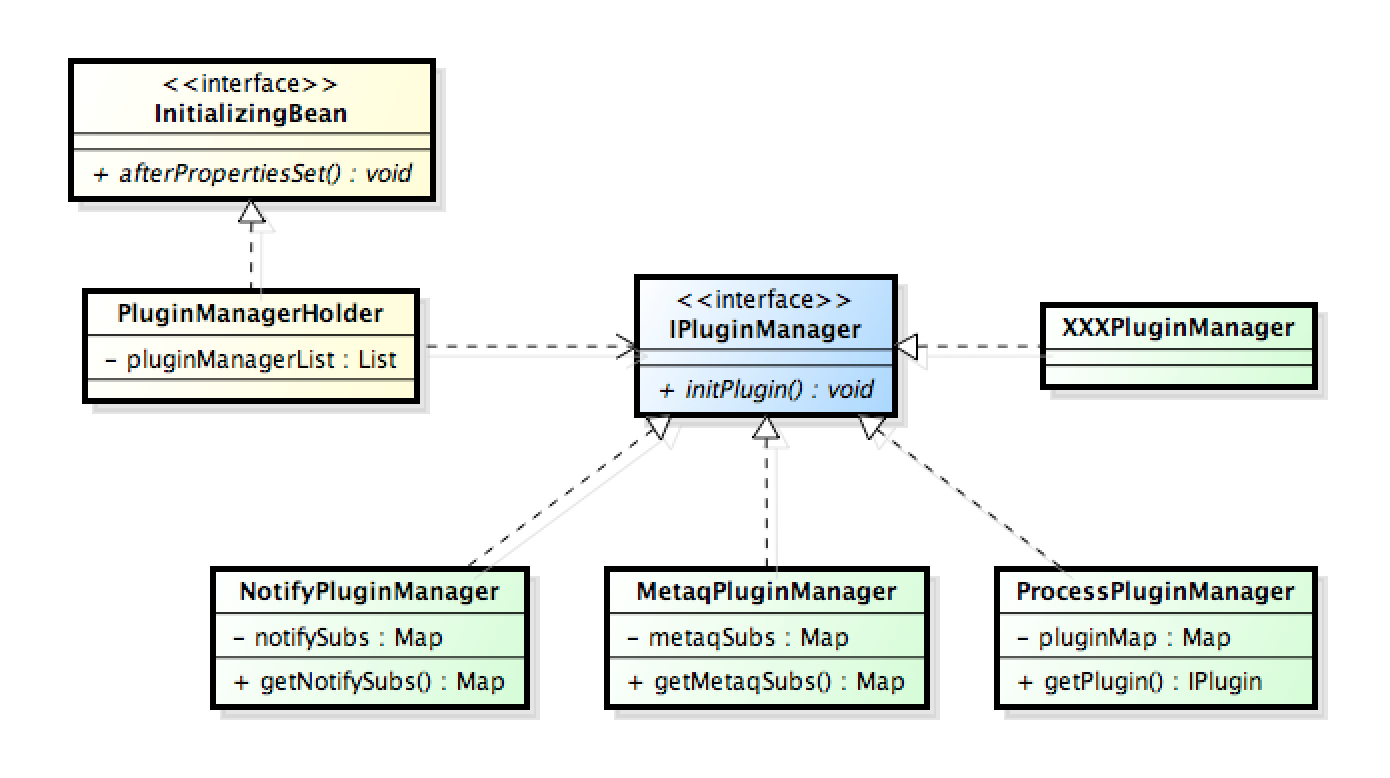 <<interface>>
InitializingBean
+ afterPropertiesSet() : void
PluginManagerHolder
- pluginManagerList : List
<<interface>>
IPluginManager
+ initPlugin() : void
XXXPluginManager
NotifyPluginManager
- notifySubs : Map
+ getNotifySubs() : Map
MetaqPluginManager
- metaqSubs : Map
+ getMetaqSubs() : Map
ProcessPluginManager
- pluginMap : Map
+ getPlugin() : IPlugin